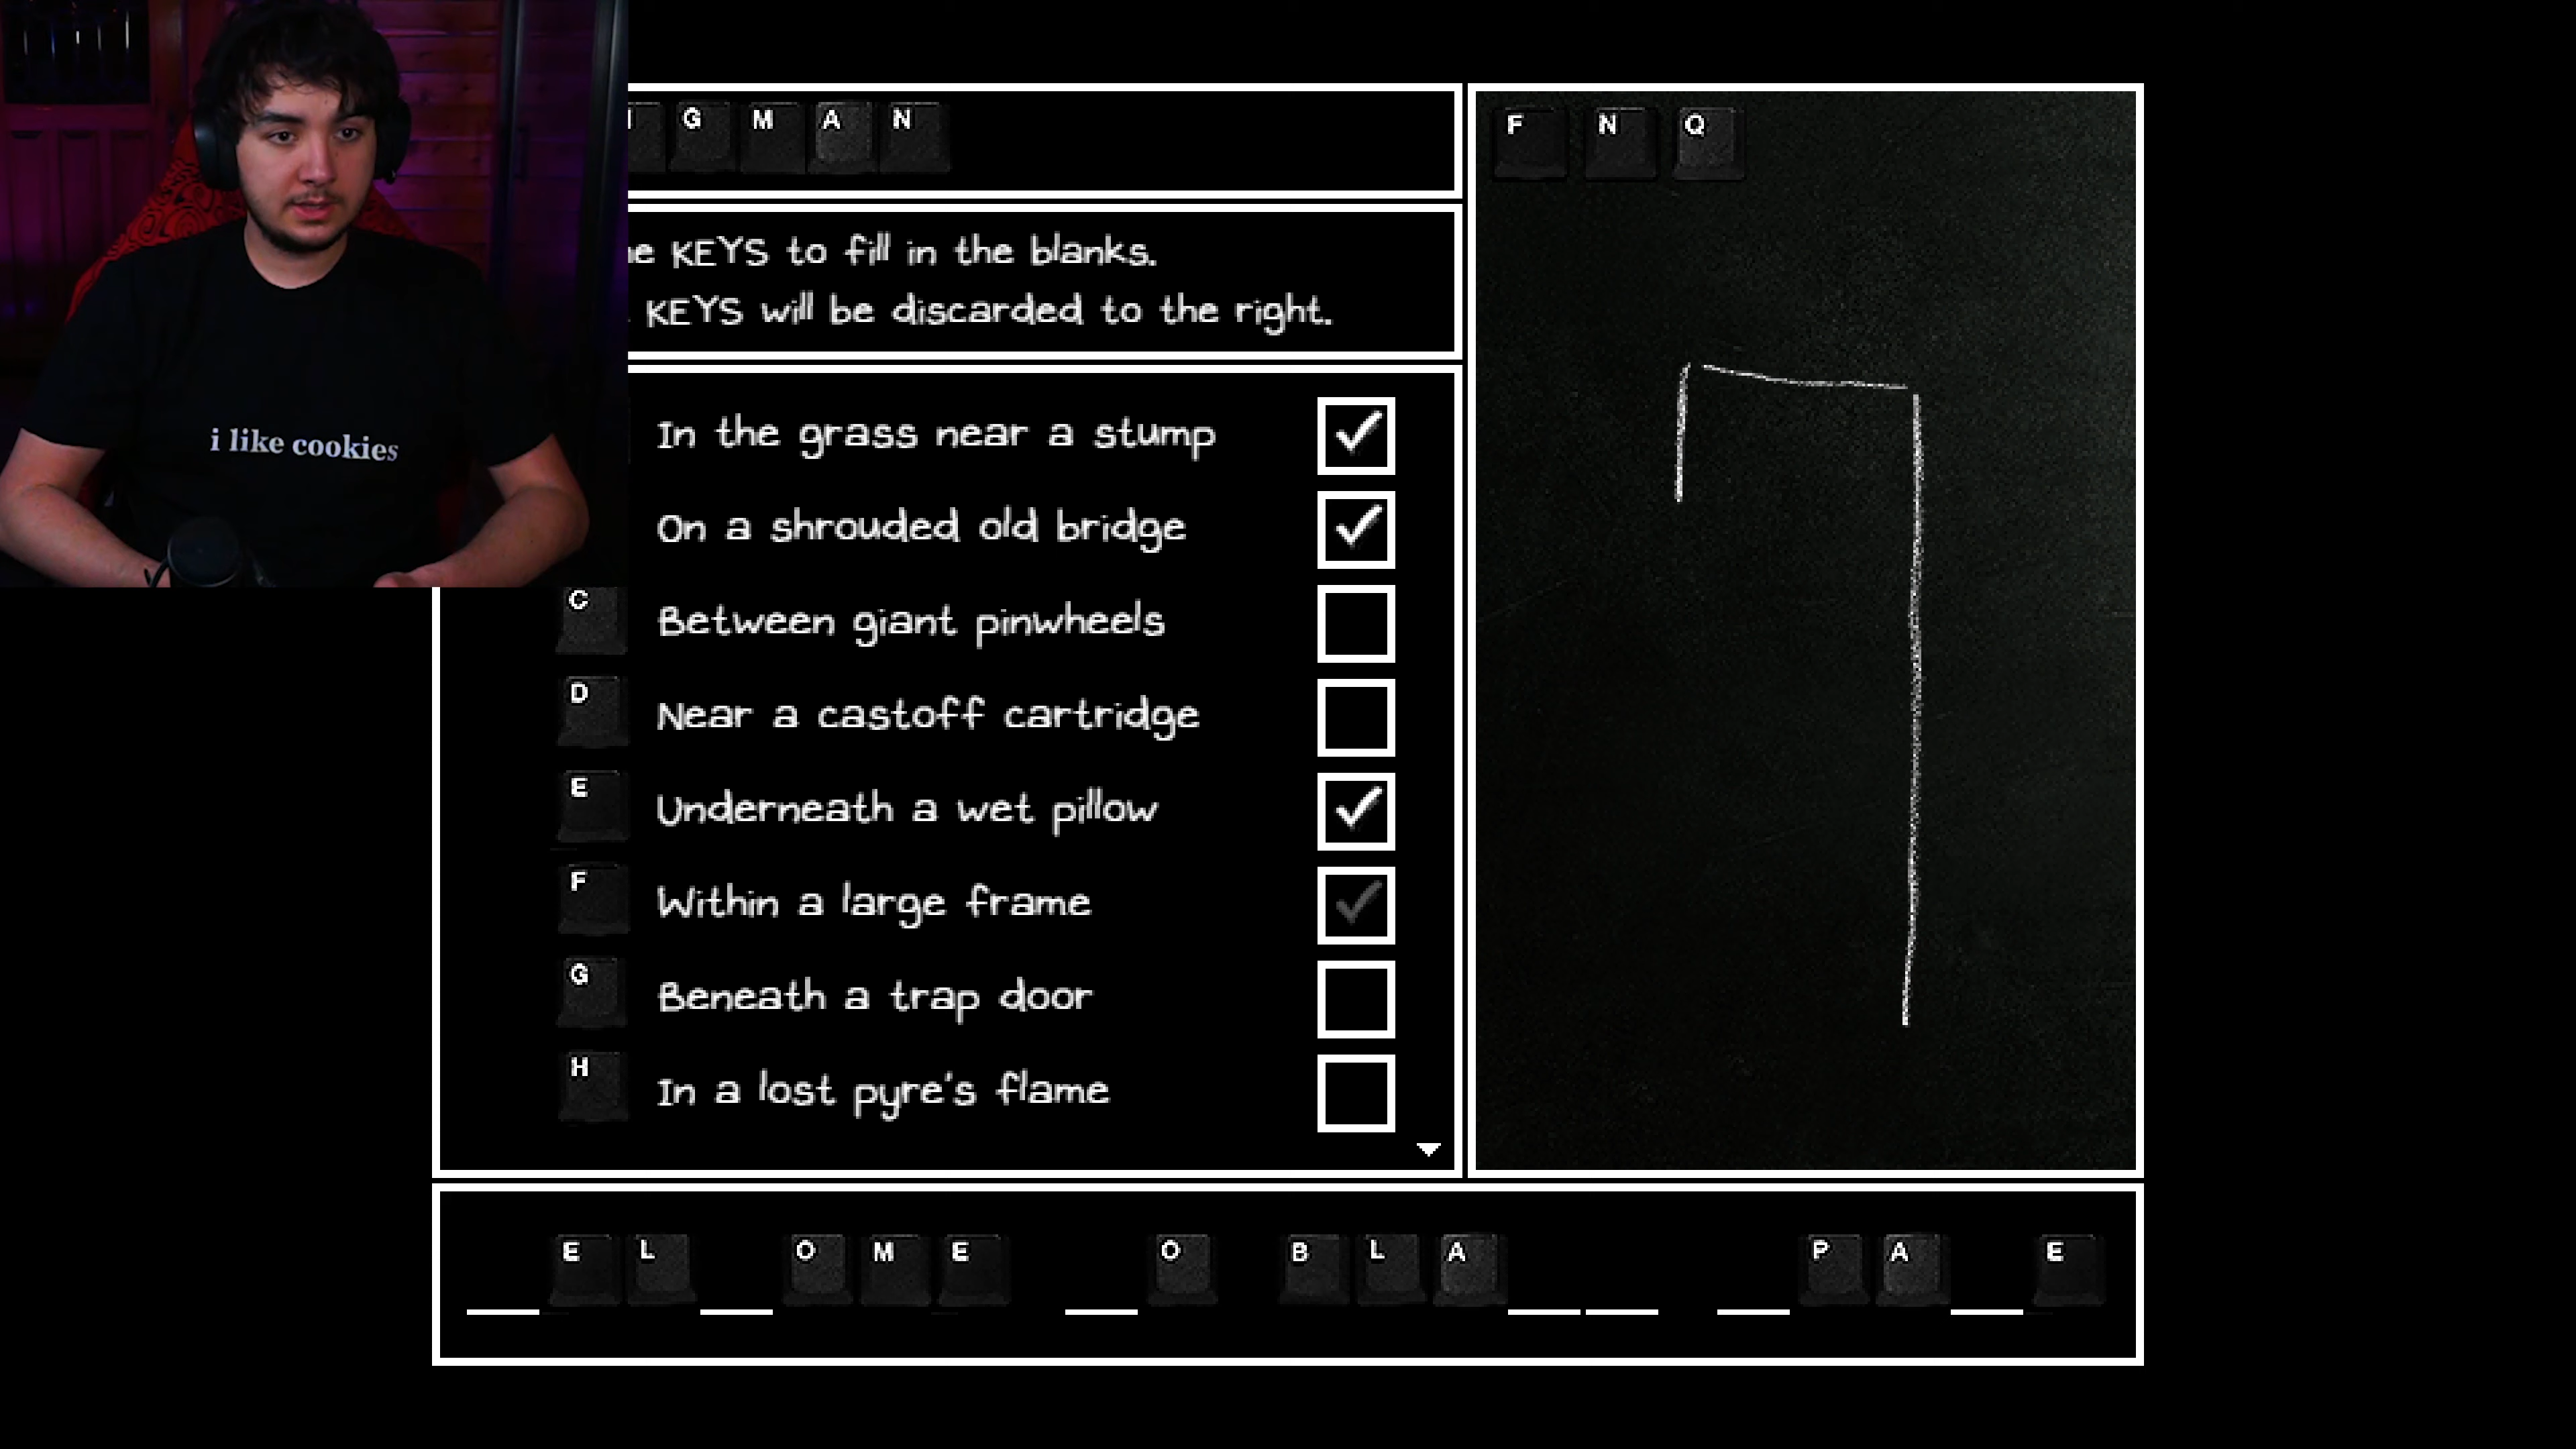 G M A N
F N Q
KEYS to fill in the blanks.
KEYS will be discarded to the right.
i like cookies
In the grass near a stump
On a shrouded old bridge
C Between giant pinwheels
D Near a castoff cartridge
E Underneath a wet pillow
F Within a large frame
G Beneath a trap door
H In a lost pyre's flame
_ E L _ O M E _ O B L A _ _ _ P A _ E